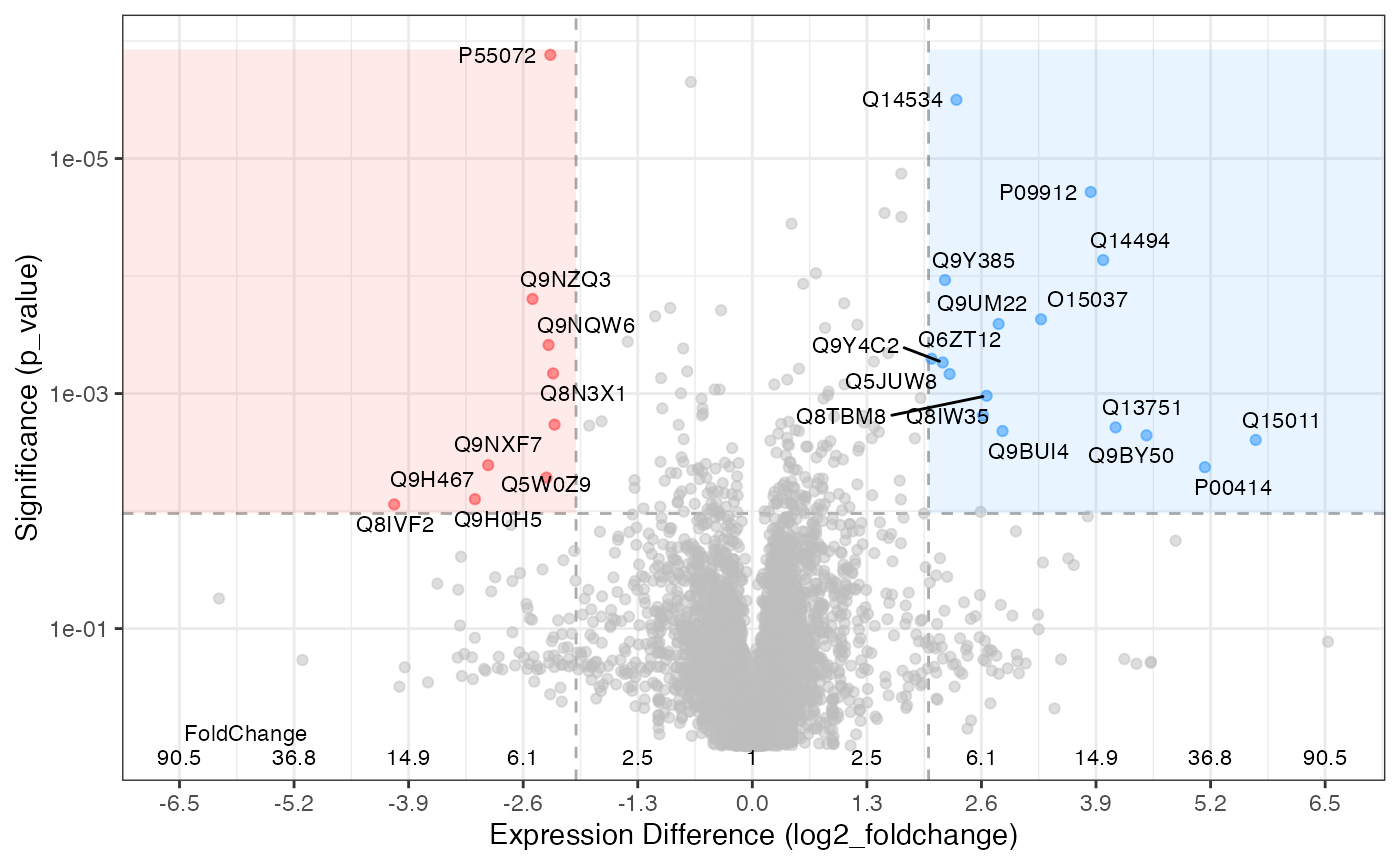 P55072
Q14534
1e-05
P09912
Q14494
Q9Y385
Q9NZQ3
Q9UM22
O15037
Q9NQW6
Q6ZT12
Q9Y4C2
Q5JUW8
1e-03
Q8N3X1
Q8TBM8
Q8IW35
Q13751
Q15011
Q9NXF7
Q9BUI4
Q9BY50
Q9H467
Q5W0Z9
P00414
Q8IVF2
Q9H0H5
1e-01
Significance (p_value)
FoldChange
90.5 36.8 14.9 6.1 2.5 1 2.5 6.1 14.9 36.8 90.5
-6.5 -5.2 -3.9 -2.6 -1.3 0.0 1.3 2.6 3.9 5.2 6.5
Expression Difference (log2_foldchange)